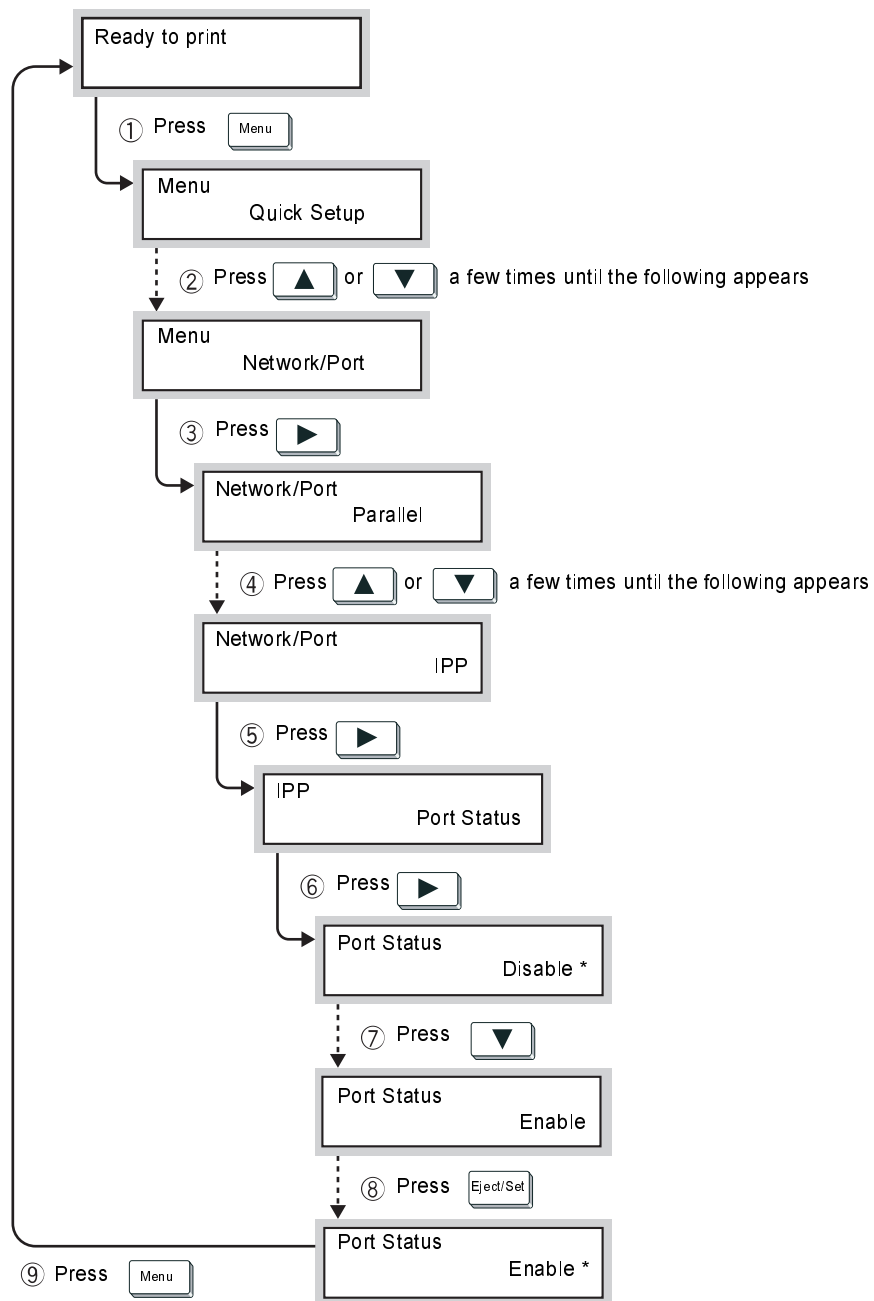 Ready to print
① Press Menu
Menu
Quick Setup
② Press ▲ or ▼ a few times until the following appears
Menu
Network/Port
③ Press ►
Network/Port
Parallel
④ Press ▲ or ▼ a few times until the following appears
Network/Port
IPP
⑤ Press ►
IPP
Port Status
⑥ Press ►
Port Status
Disable *
⑦ Press ▼
Port Status
Enable
⑧ Press Eject/Set
Port Status
Enable *
⑨ Press Menu